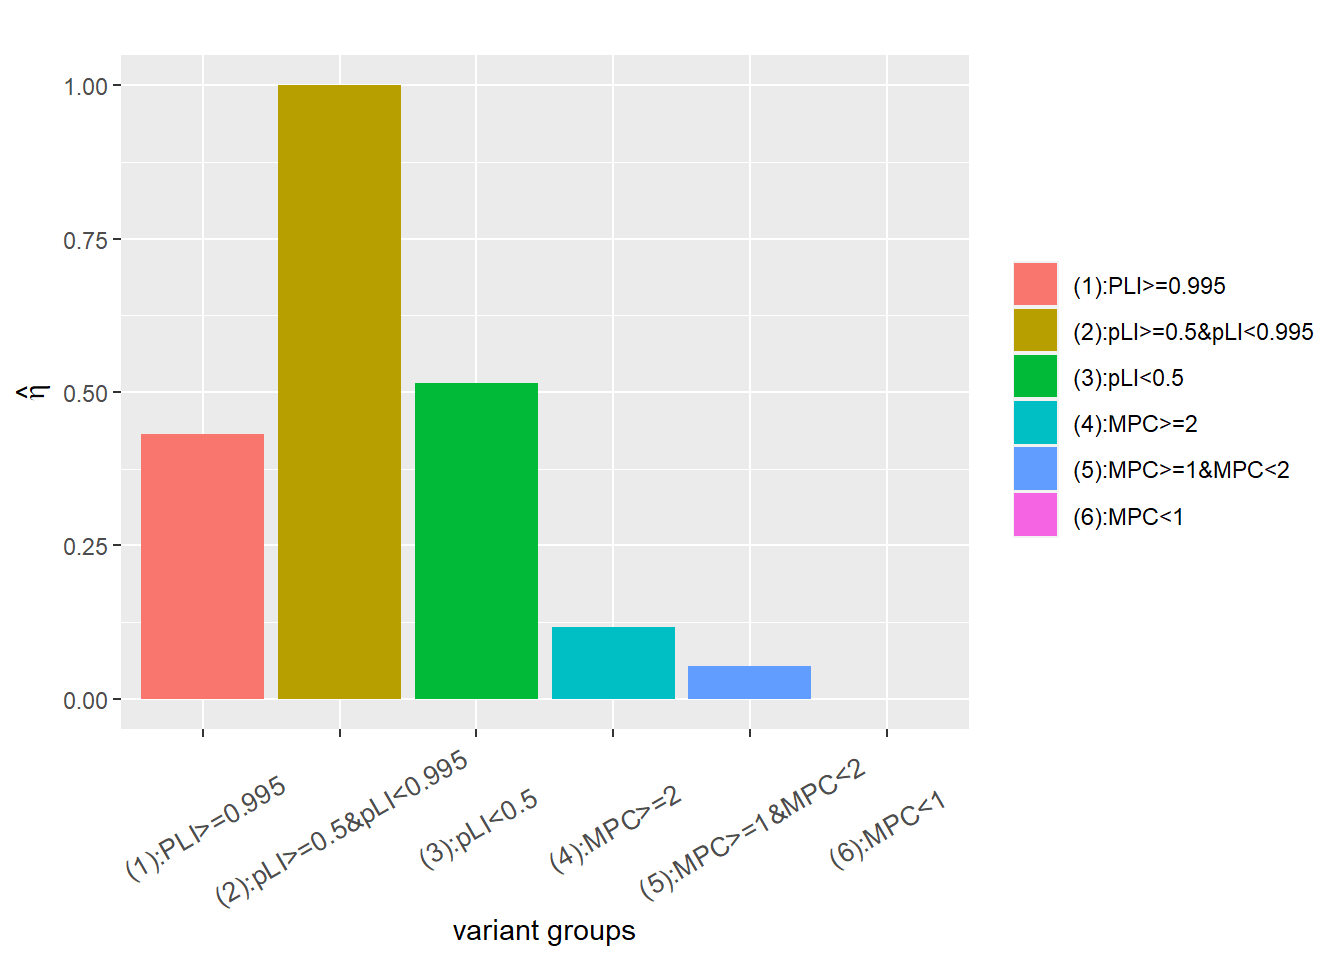 1.00
0.75
0.50
0.25
0.00
η̂
(1):PLI>=0.995
(2):pLI>=0.5&pLI<0.995
(3):pLI<0.5
(4):MPC>=2
(5):MPC>=1&MPC<2
(6):MPC<1
variant groups
(1):PLI>=0.995
(2):pLI>=0.5&pLI<0.995
(3):pLI<0.5
(4):MPC>=2
(5):MPC>=1&MPC<2
(6):MPC<1